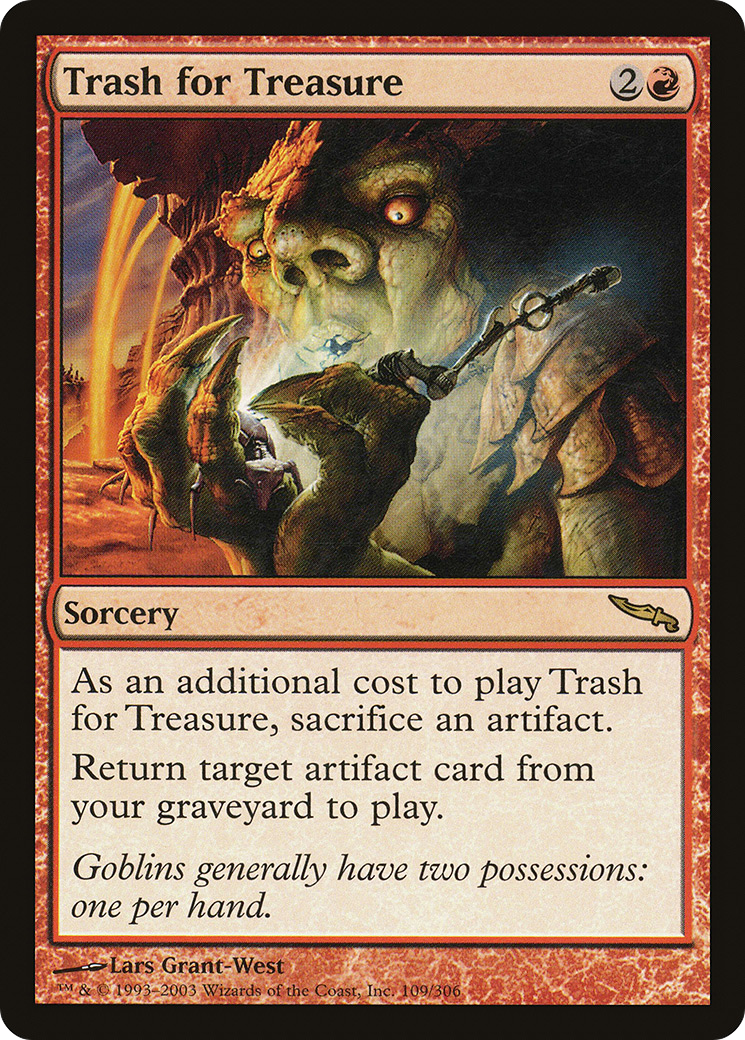 Trash for Treasure 2
Sorcery
As an additional cost to play Trash
for Treasure, sacrifice an artifact.
Return target artifact card from
your graveyard to play.
Goblins generally have two possessions:
one per hand.
Lars Grant-West
™ & © 1993–2003 Wizards of the Coast, Inc. 109/306